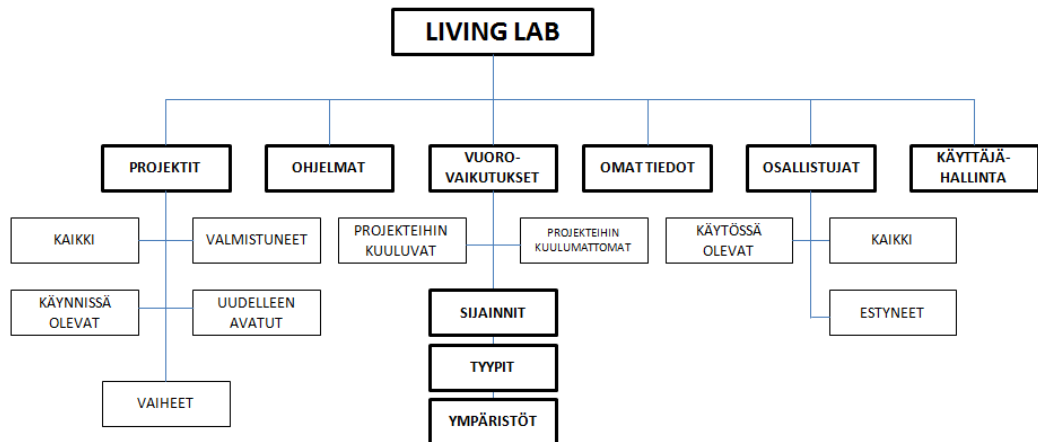 LIVING LAB
PROJEKTIT
OHJELMAT
VUORO-
VAIKUTUKSET
OMAT TIEDOT
OSALLISTUJAT
KÄYTTÄJÄ-
HALLINTA
KAIKKI
VALMISTUNEET
PROJEKTEIHIN
KUULUVAT
PROJEKTEIHIN
KUULUMATTOMAT
KÄYTÖSSÄ
OLEVAT
KAIKKI
KÄYNNISSÄ
OLEVAT
UUDELLEEN
AVATUT
SIJAINNIT
ESTYNEET
TYYPIT
VAIHEET
YMPÄRISTÖT